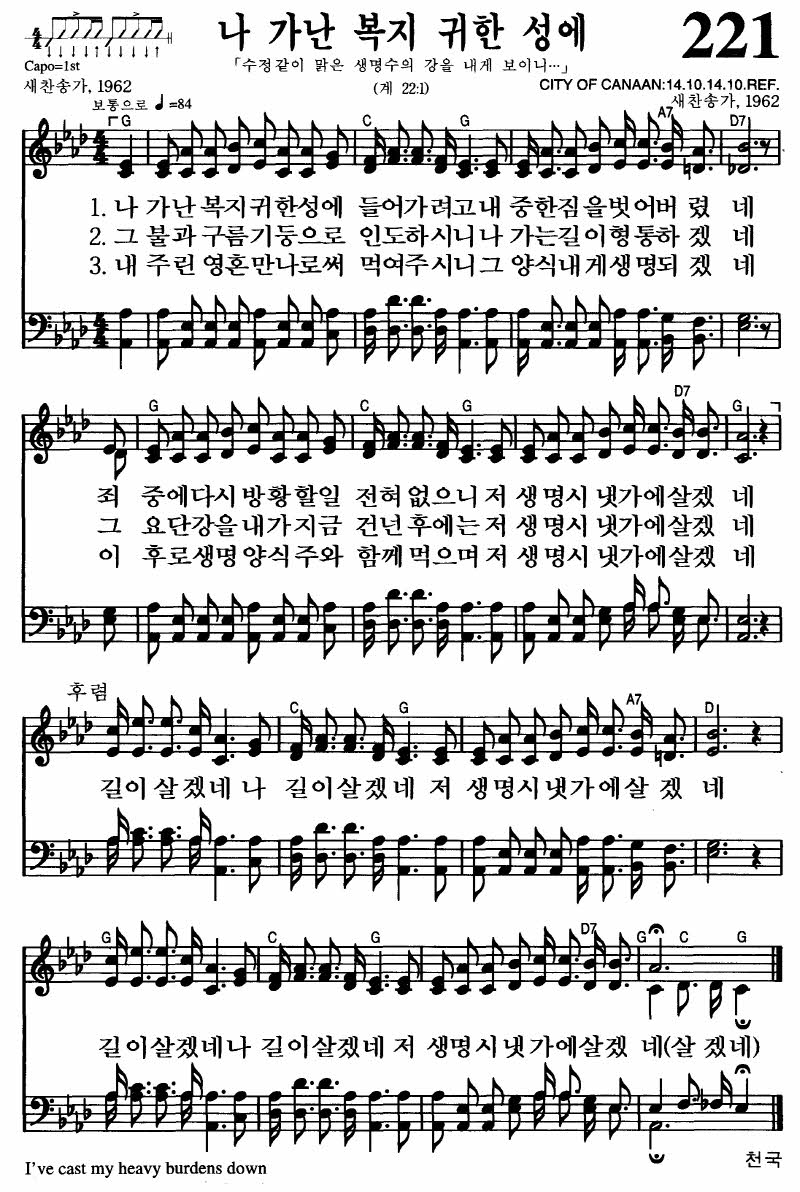 나 가난 복지 귀한 성에
221
「수정같이 맑은 생명수의 강을 내게 보이니…」
(계 22:1)
Capo=1st
새찬송가, 1962
CITY OF CANAAN:14.10.14.10.REF.
새찬송가, 1962
보통으로 ♩=84
G C G A7 D7
1. 나 가난 복지귀한성에 들어가려고내 중한짐을벗어버 렸 네
2. 그 불과 구름기둥으로 인도하시니나 가는길이형통하 겠 네
3. 내 주린 영혼만나로써 먹여주시니그 양식내게생명되 겠 네
G C G D7 G
죄 중에다시방황할일 전혀없으니저 생명시 냇가에살겠 네
그 요단강을내가지금 건넌후에는저 생명시 냇가에살겠 네
이 후로생명양식주와 함께먹으며저 생명시 냇가에살겠 네
후렴
C G A7 D
길이살겠네 나 길이살겠네 저 생명시냇가에살 겠 네
G C G D7 G C G
길이살겠네나 길이살겠네 저 생명시냇가에살겠 네(살 겠네)
I've cast my heavy burdens down
천국